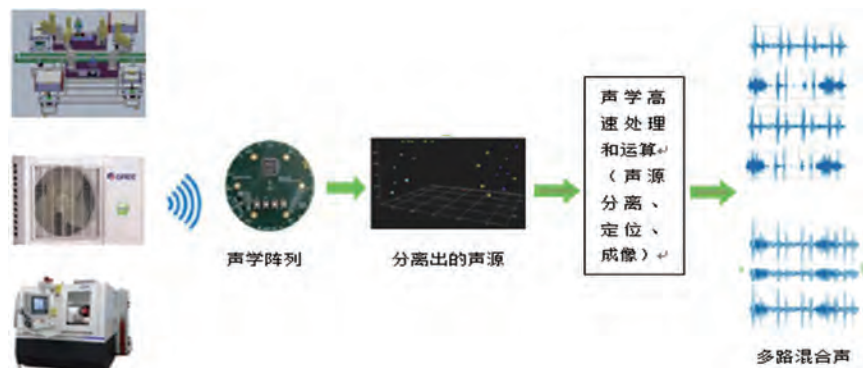 GREE
声学阵列
分离出的声源
声学高
速处理
和运算↵
（声源
分离、
定位、
成像）↵
多路混合声